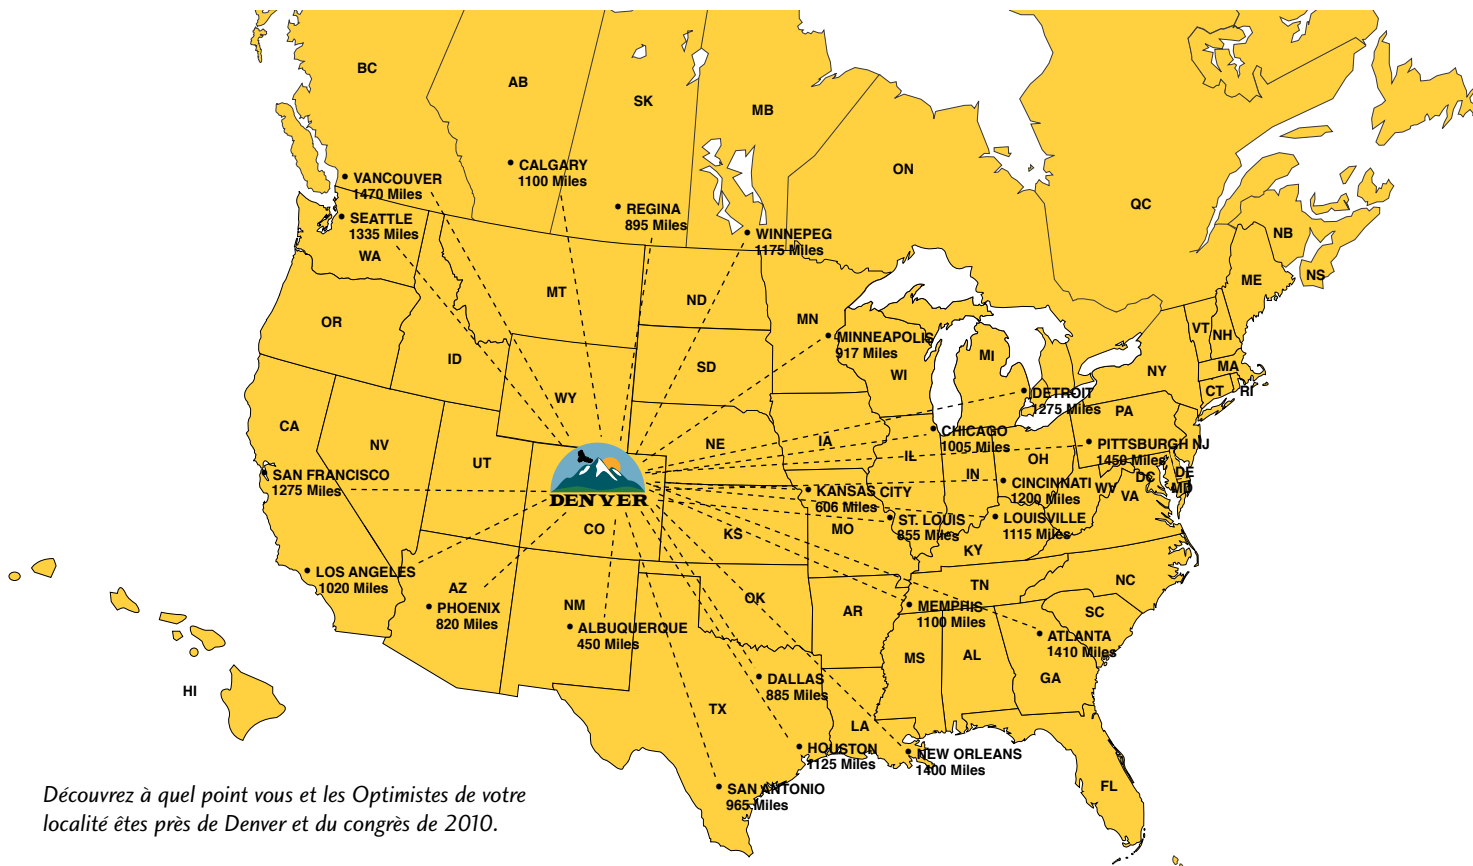 BC
AB
SK
MB
ON
QC
NB
NS
ME
CALGARY
1100 Miles
VANCOUVER
1470 Miles
REGINA
895 Miles
SEATTLE
1335 Miles
WINNEPEG
1175 Miles
WA
MT
ND
MN
OR
ID
SD
WY
MINNEAPOLIS
917 Miles
WI
MI
VT
NH
MA
NY
CT
RI
DETROIT
1275 Miles
PA
CA
NV
UT
NE
IA
IL
CHICAGO
1005 Miles
IN
OH
PITTSBURGH
1450 Miles
NJ
SAN FRANCISCO
1275 Miles
DENVER
CO
KANSAS CITY
606 Miles
CINCINNATI
1200 Miles
WY
VA
DC
DE
MD
KS
MO
ST. LOUIS
855 Miles
LOUISVILLE
1115 Miles
KY
LOS ANGELES
1020 Miles
AZ
PHOENIX
820 Miles
NM
ALBUQUERQUE
450 Miles
OK
AR
TN
NC
SC
MEMPHIS
1100 Miles
ATLANTA
1410 Miles
MS
AL
GA
HI
TX
DALLAS
885 Miles
LA
HOUSTON
1125 Miles
NEW ORLEANS
1400 Miles
SAN ANTONIO
965 Miles
FL
Découvrez à quel point vous et les Optimistes de votre
localité êtes près de Denver et du congrès de 2010.